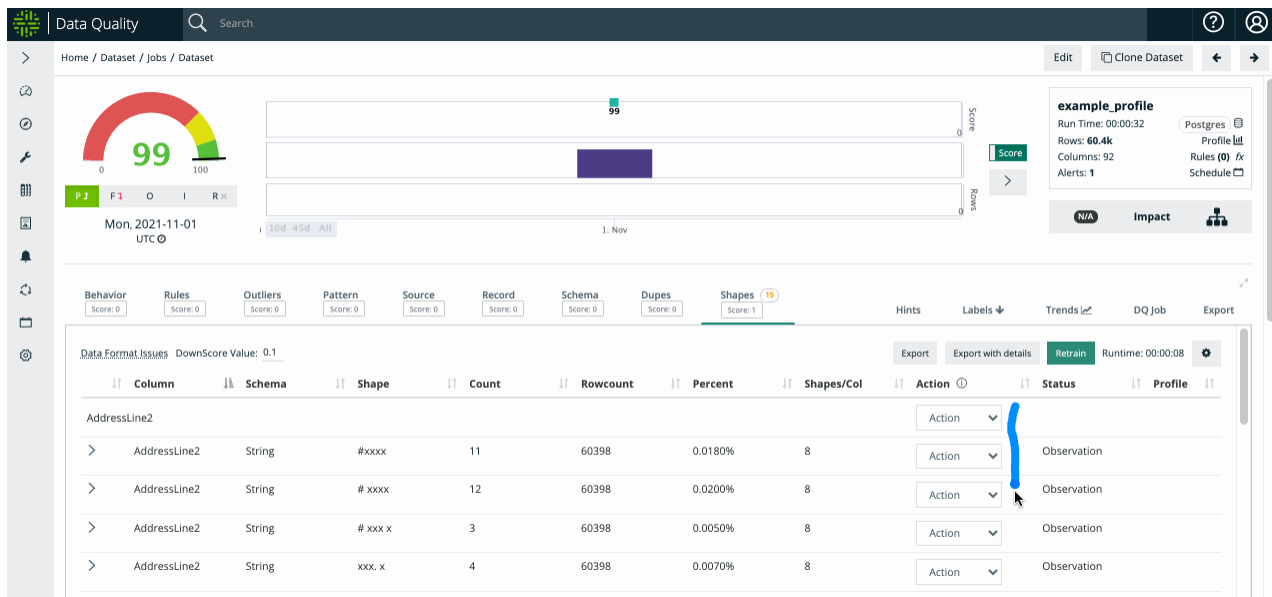 Data Quality Search
Home / Dataset / Jobs / Dataset Edit Clone Dataset
99
0 100
P F O I R
Mon, 2021-11-01
UTC
99
Score
0
Rows
0
10d 45d All
1. Nov
Score
example_profile
Run Time: 00:00:32 Postgres
Rows: 60.4k Profile
Columns: 92 Rules (0) fx
Alerts: 1 Schedule
N/A Impact
Behavior Rules Outliers Pattern Source Record Schema Dupes Shapes 15
Score: 0 Score: 0 Score: 0 Score: 0 Score: 0 Score: 0 Score: 0 Score: 0 Score: 1
Hints Labels Trends DQ Job Export
Data Format Issues DownScore Value: 0.1 Export Export with details Retrain Runtime: 00:00:08
Column Schema Shape Count Rowcount Percent Shapes/Col Action Status Profile
AddressLine2 Action
AddressLine2 String #xxxx 11 60398 0.0180% 8 Action Observation
AddressLine2 String # xxxx 12 60398 0.0200% 8 Action Observation
AddressLine2 String # xxx x 3 60398 0.0050% 8 Action Observation
AddressLine2 String xxx. x 4 60398 0.0070% 8 Action Observation